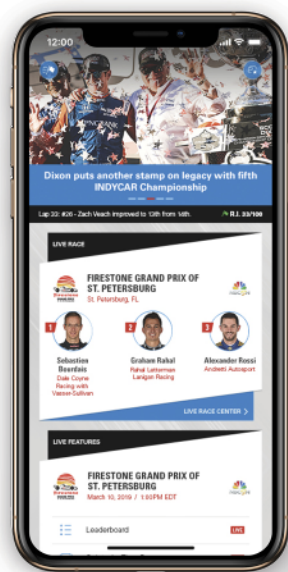 12:00
Dixon puts another stamp on legacy with fifth
INDYCAR Championship
Lap 33: #26 - Zach Veach improved to 13th from 14th.
R.I. 33/100
LIVE RACE
FIRESTONE GRAND PRIX OF
ST. PETERSBURG
St. Petersburg, FL
1
2
3
Sebastien
Bourdais
Dale Coyne
Racing with
Vasser-Sullivan
Graham Rahal
Rahal Letterman
Lanigan Racing
Alexander Rossi
Andretti Autosport
LIVE RACE CENTER >
LIVE FEATURES
FIRESTONE GRAND PRIX OF
ST. PETERSBURG
March 10, 2019 / 1:30PM EDT
Leaderboard
LIVE